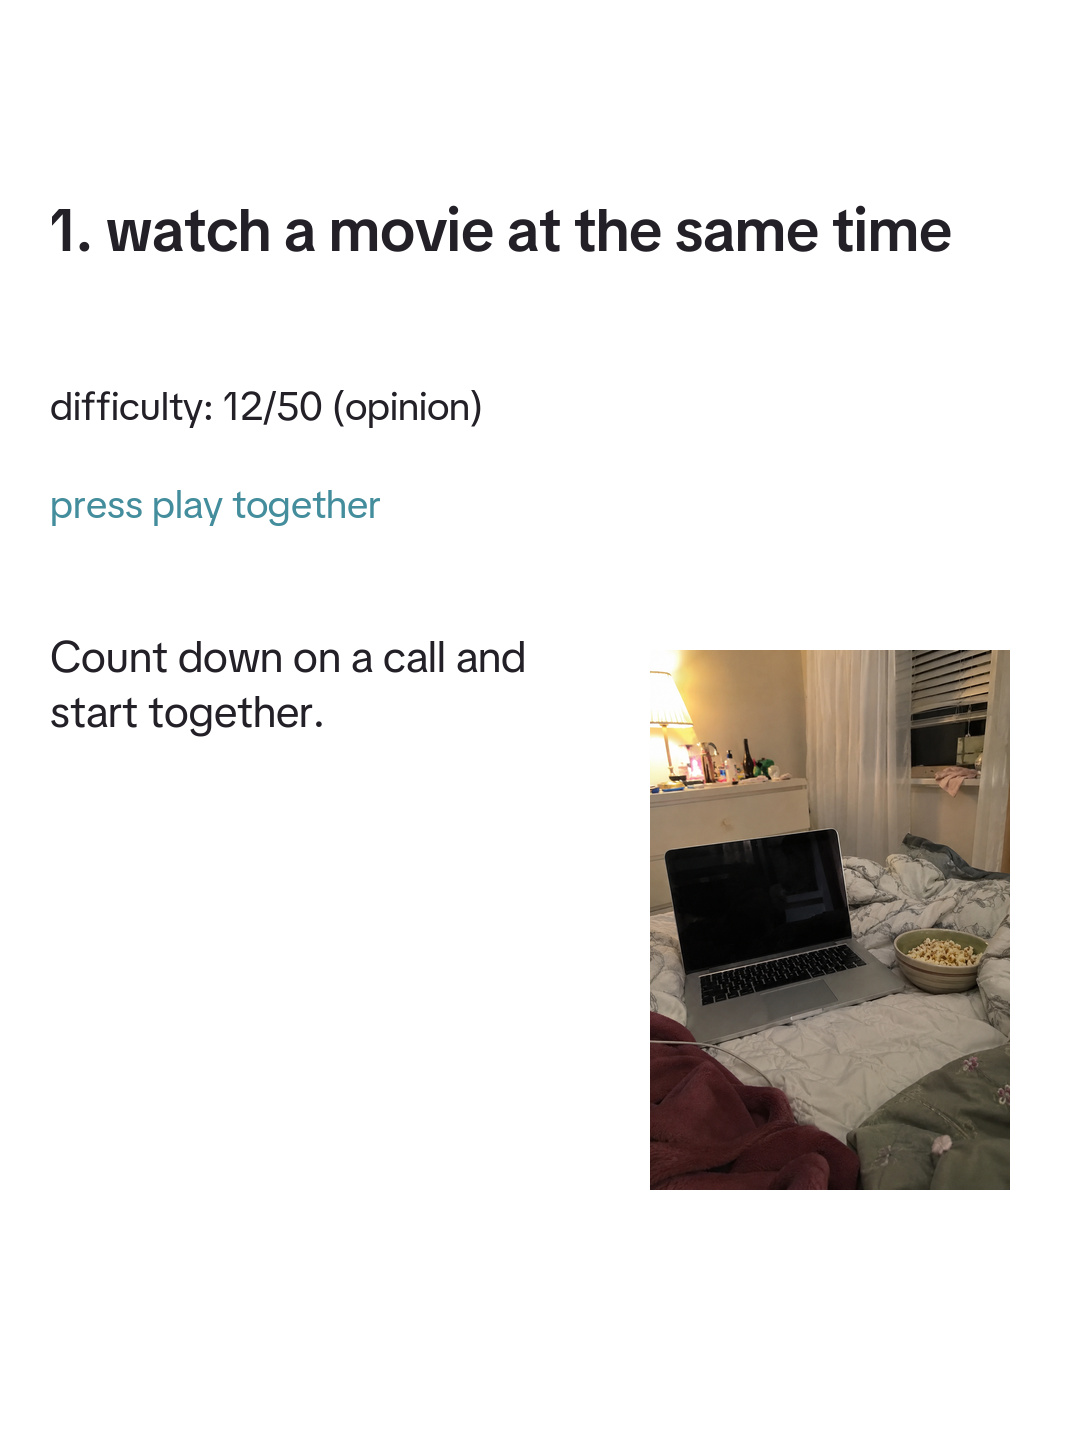 1. watch a movie at the same time
difficulty: 12/50 (opinion)
press play together
Count down on a call and
start together.